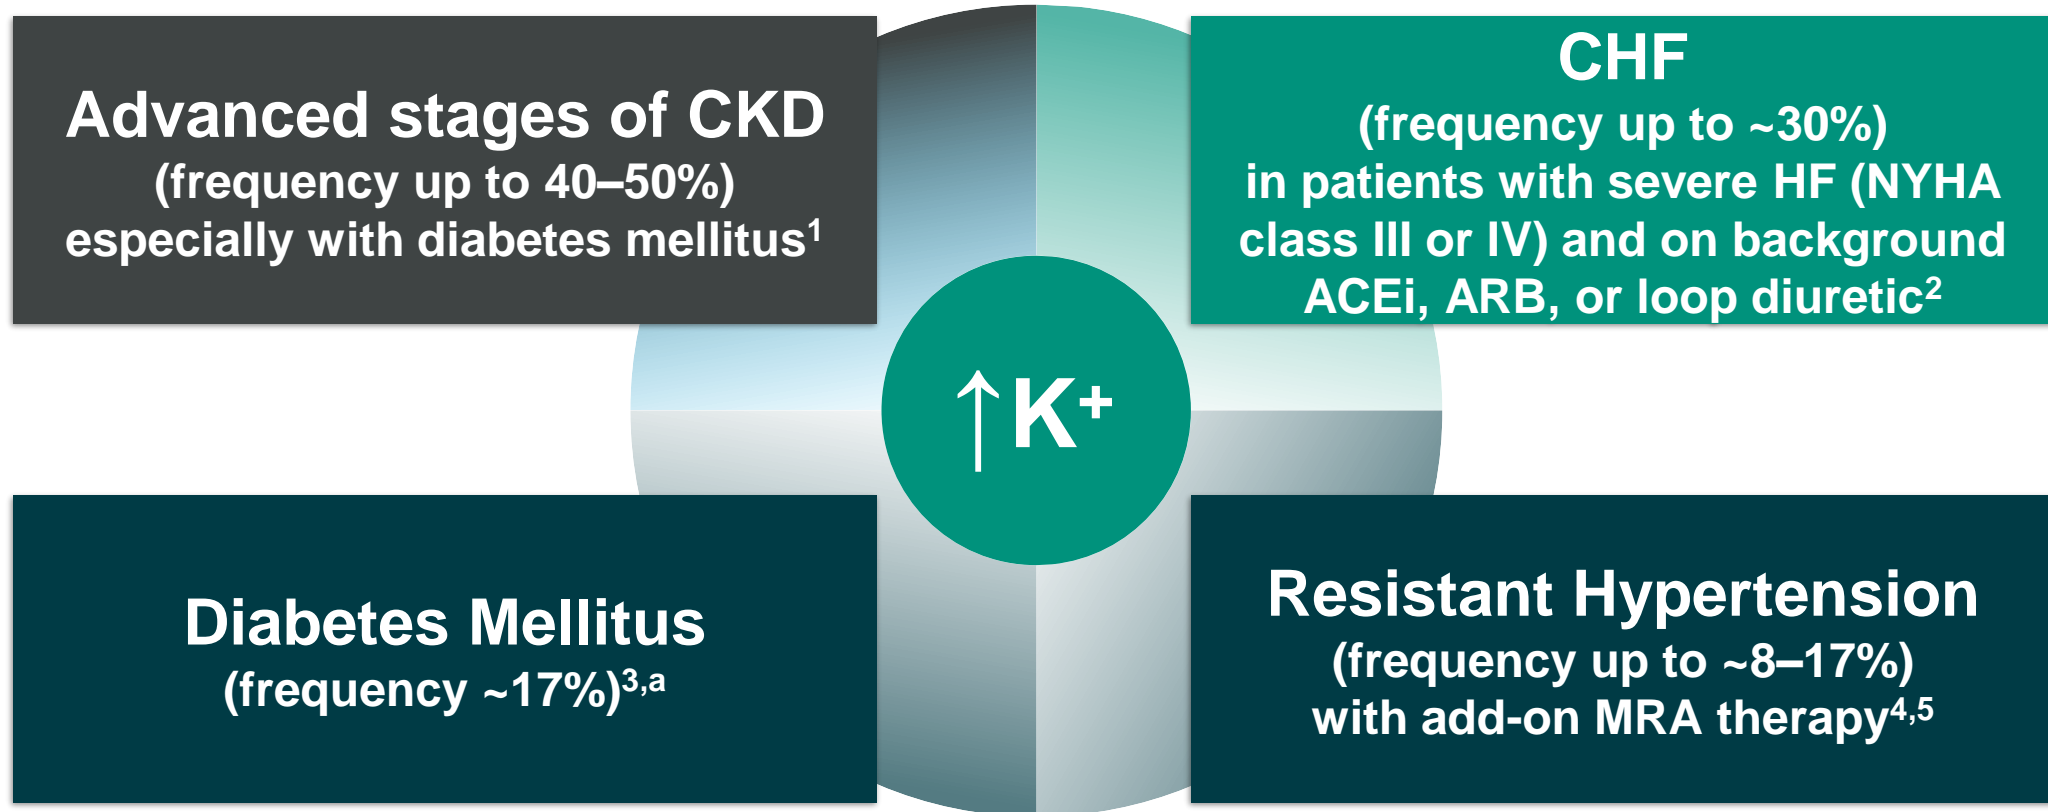 Advanced stages of CKD
(frequency up to 40–50%)
especially with diabetes mellitus¹
CHF
(frequency up to ~30%)
in patients with severe HF (NYHA
class III or IV) and on background
ACEi, ARB, or loop diuretic²
↑K⁺
Diabetes Mellitus
(frequency ~17%)³,ᵃ
Resistant Hypertension
(frequency up to ~8–17%)
with add-on MRA therapy⁴,⁵